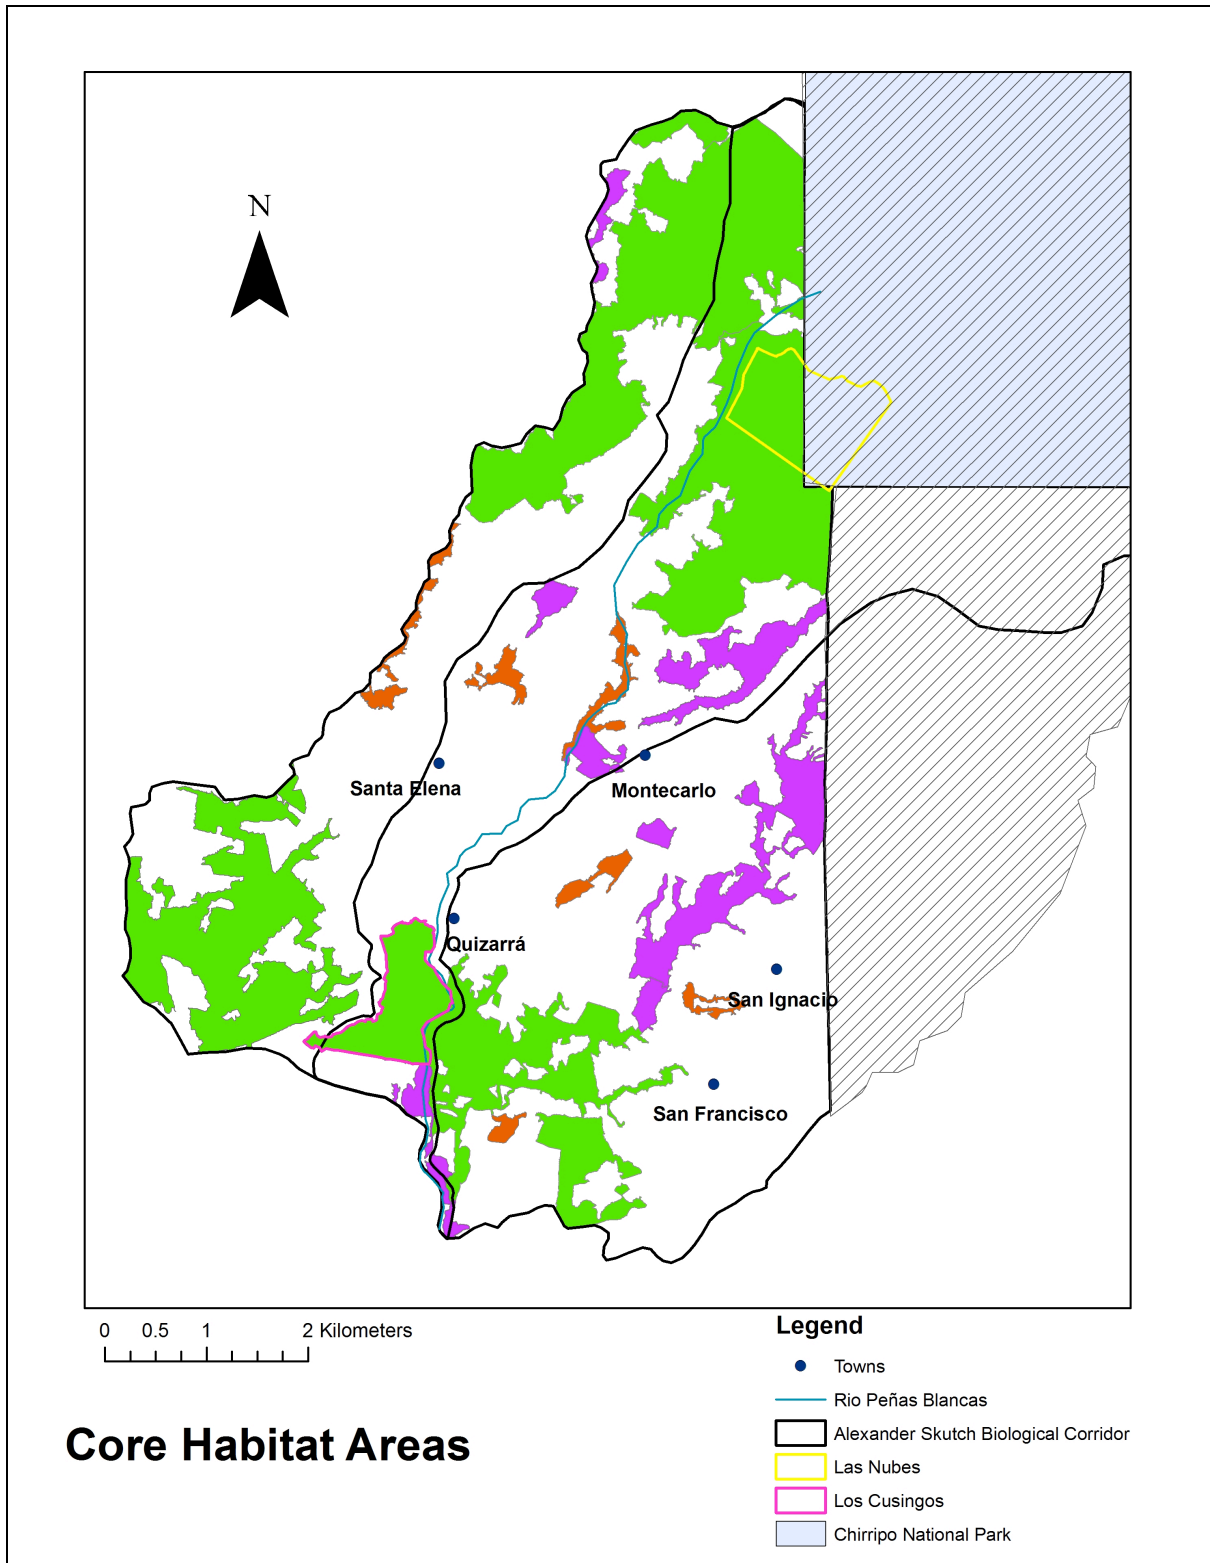 N
Santa Elena
Montecarlo
Quizarrá
San Ignacio
San Francisco
0 0.5 1 2 Kilometers
Legend
Towns
Rio Peñas Blancas
Alexander Skutch Biological Corridor
Las Nubes
Los Cusingos
Chirripo National Park
Core Habitat Areas